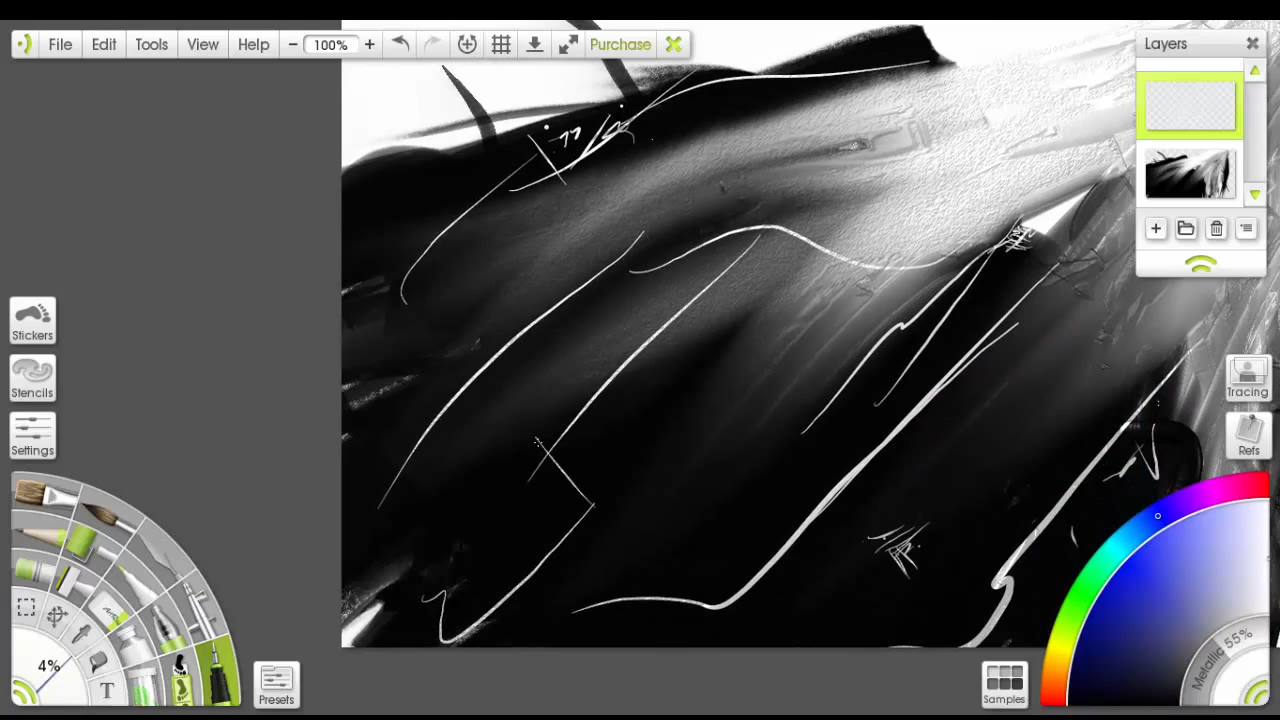 File Edit Tools View Help − 100% + Purchase
Layers
Stickers
Stencils
Settings
Tracing
Refs
4%
T
Presets
Samples
Metallic 55%